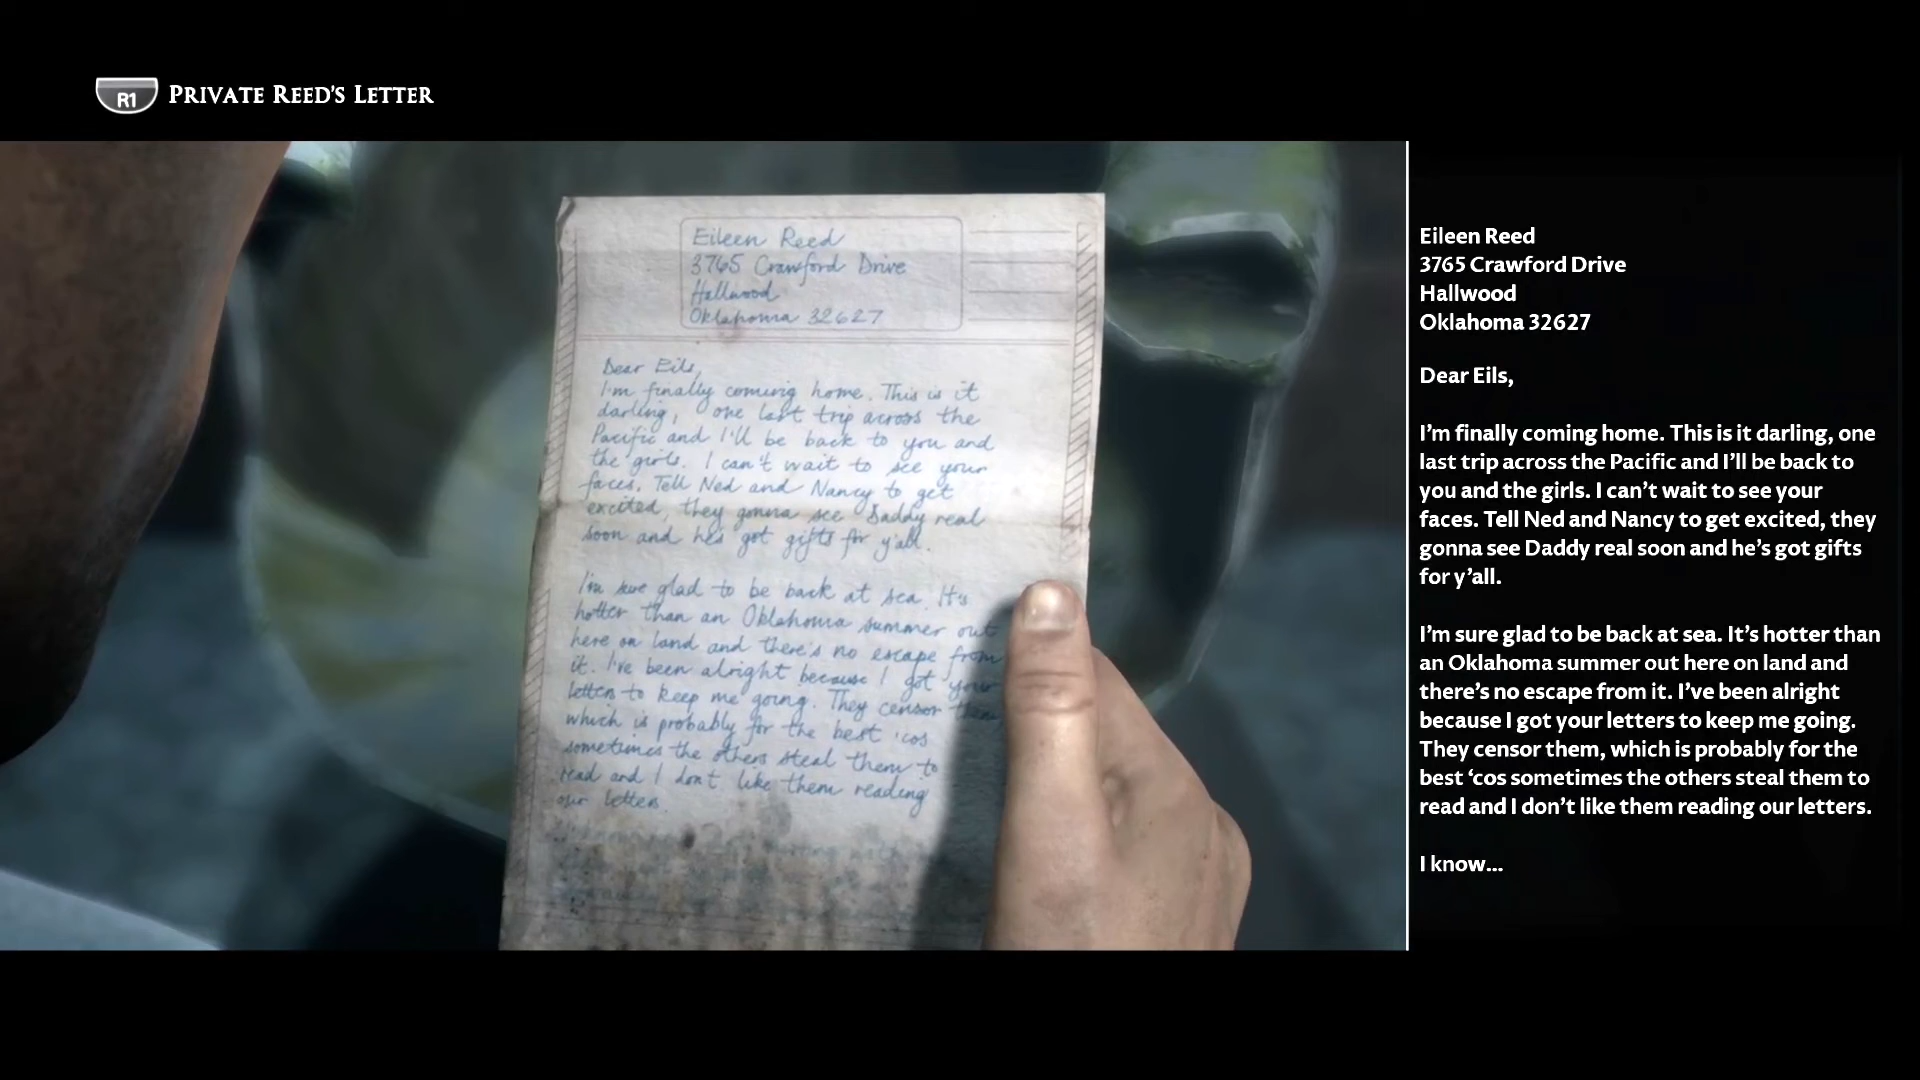 R1 PRIVATE REED'S LETTER
Eileen Reed
3765 Crawford Drive
Hallwood
Oklahoma 32627
Dear Eils,
I'm finally coming home. This is it
darling, one last trip across the
Pacific and I'll be back to you and
the girls. I can't wait to see your
faces. Tell Ned and Nancy to get
excited, they gonna see Daddy real
soon and he's got gifts for y'all.
I'm sure glad to be back at sea. It's
hotter than an Oklahoma summer out
here on land and there's no escape from
it. I've been alright because I got your
letters to keep me going. They censor them
which is probably for the best 'cos
sometimes the others steal them to
read and I don't like them reading
our letters.
Eileen Reed
3765 Crawford Drive
Hallwood
Oklahoma 32627
Dear Eils,
I'm finally coming home. This is it darling, one
last trip across the Pacific and I'll be back to
you and the girls. I can't wait to see your
faces. Tell Ned and Nancy to get excited, they
gonna see Daddy real soon and he's got gifts
for y'all.
I'm sure glad to be back at sea. It's hotter than
an Oklahoma summer out here on land and
there's no escape from it. I've been alright
because I got your letters to keep me going.
They censor them, which is probably for the
best ‘cos sometimes the others steal them to
read and I don't like them reading our letters.
I know...